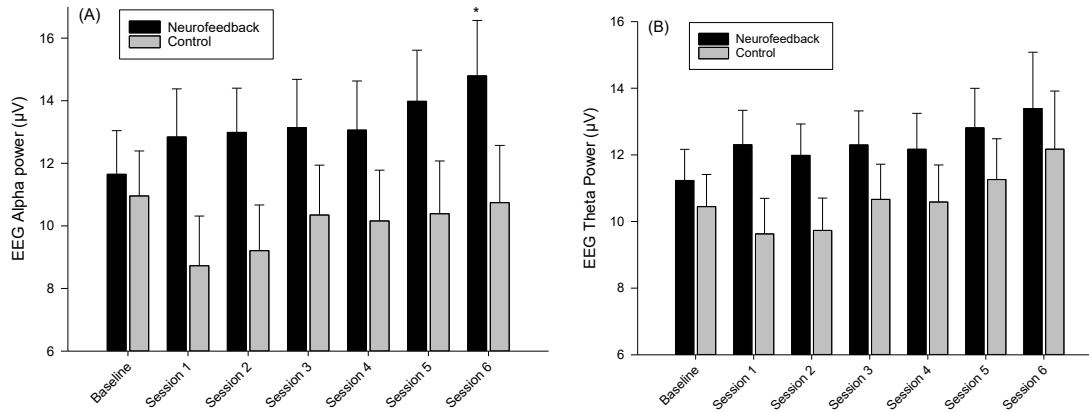 (A)
Neurofeedback
Control
*
EEG Alpha power (µV)
16
14
12
10
8
6
Baseline
Session 1
Session 2
Session 3
Session 4
Session 5
Session 6
(B)
Neurofeedback
Control
EEG Theta Power (µV)
16
14
12
10
8
6
Baseline
Session 1
Session 2
Session 3
Session 4
Session 5
Session 6